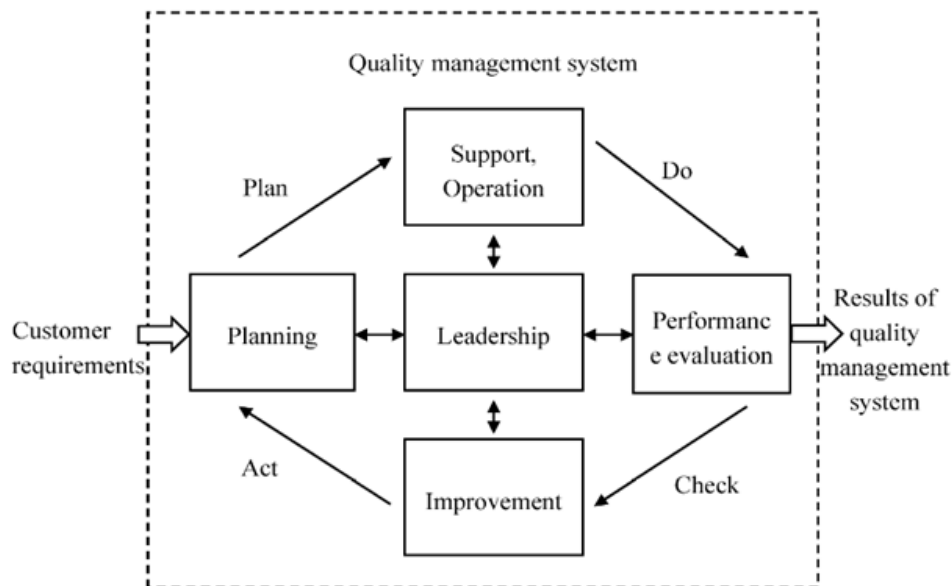 Quality management system
Support,
Operation
Plan
Do
Customer
requirements
Planning
Leadership
Performanc
e evaluation
Results of
quality
management
system
Act
Improvement
Check